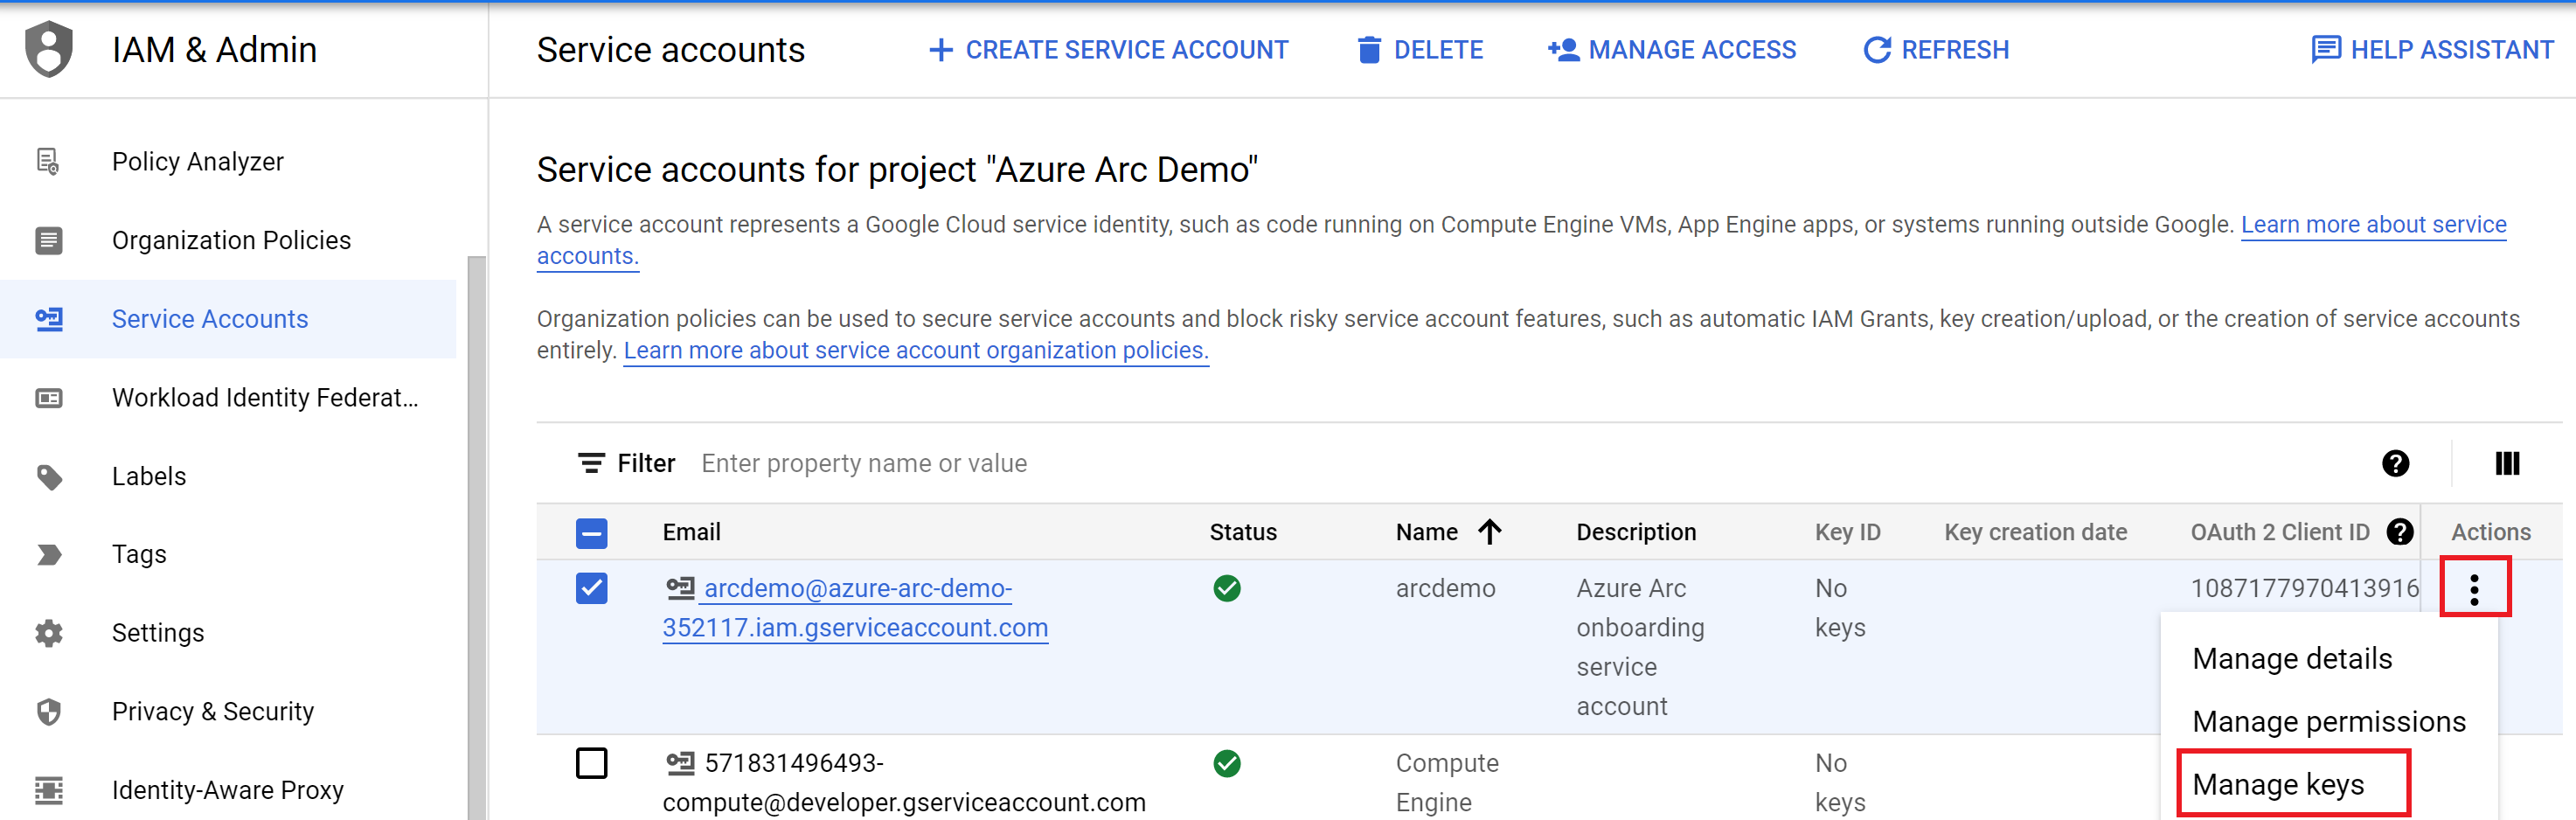 IAM & Admin
Service accounts
CREATE SERVICE ACCOUNT
DELETE
MANAGE ACCESS
REFRESH
HELP ASSISTANT
Policy Analyzer
Organization Policies
Service Accounts
Workload Identity Federat...
Labels
Tags
Settings
Privacy & Security
Identity-Aware Proxy
Service accounts for project "Azure Arc Demo"
A service account represents a Google Cloud service identity, such as code running on Compute Engine VMs, App Engine apps, or systems running outside Google. Learn more about service
accounts.
Organization policies can be used to secure service accounts and block risky service account features, such as automatic IAM Grants, key creation/upload, or the creation of service accounts
entirely. Learn more about service account organization policies.
Filter Enter property name or value
Email Status Name Description Key ID Key creation date OAuth 2 Client ID Actions
arcdemo@azure-arc-demo- arcdemo Azure Arc No 1087177970413916
352117.iam.gserviceaccount.com onboarding keys
service
account
Manage details
Manage permissions
Manage keys
571831496493- Compute No
compute@developer.gserviceaccount.com Engine keys